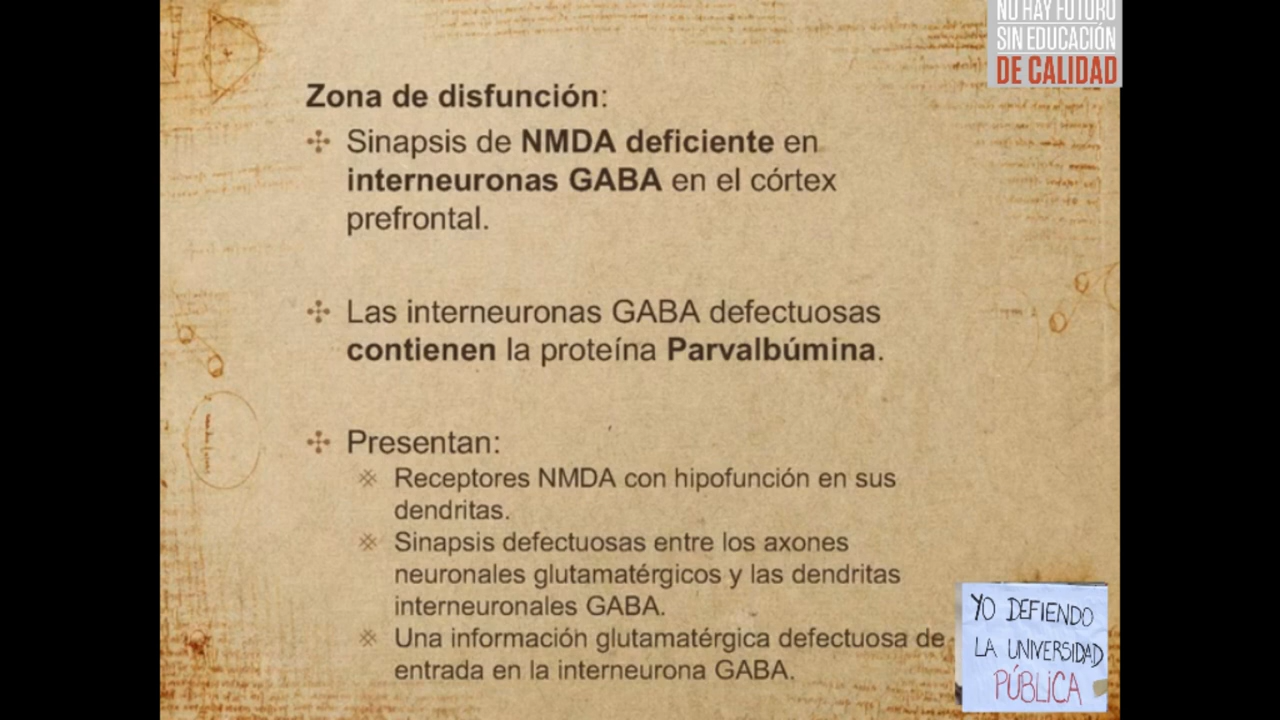 NO HAY FUTURO
SIN EDUCACIÓN
DE CALIDAD
Zona de disfunción:
Sinapsis de NMDA deficiente en
interneuronas GABA en el córtex
prefrontal.
Las interneuronas GABA defectuosas
contienen la proteína Parvalbúmina.
Presentan:
Receptores NMDA con hipofunción en sus
dendritas.
Sinapsis defectuosas entre los axones
neuronales glutamatérgicos y las dendritas
interneuronales GABA.
Una información glutamatérgica defectuosa de
entrada en la interneurona GABA.
YO DEFIENDO
LA UNIVERSIDAD
PÚBLICA